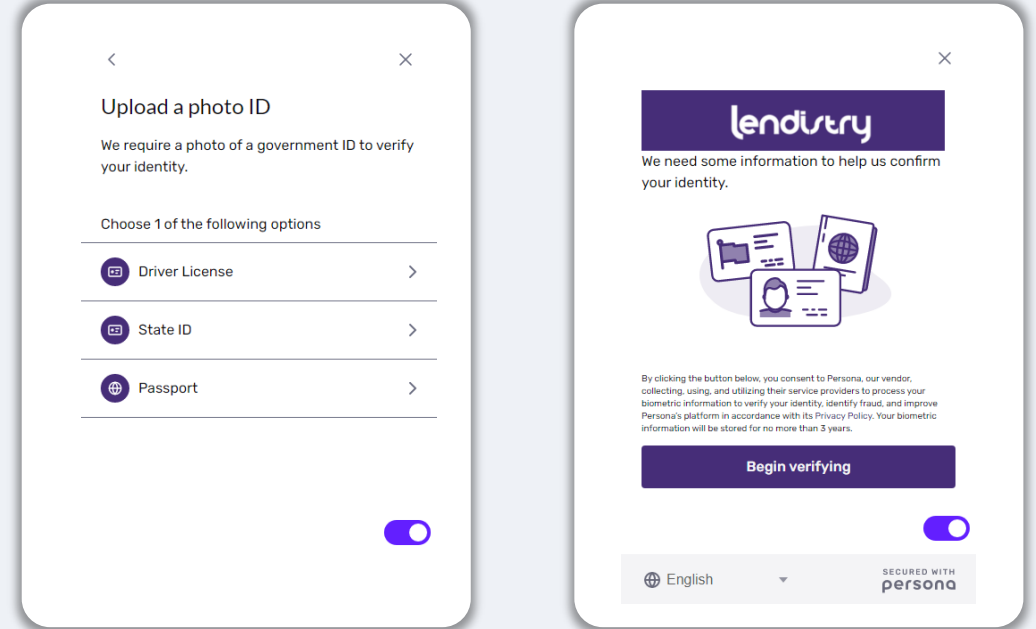 Upload a photo ID
We require a photo of a government ID to verify
your identity.
Choose 1 of the following options
Driver License
State ID
Passport
lendistry
We need some information to help us confirm
your identity.
By clicking the button below, you consent to Persona, our vendor,
collecting, using, and utilizing their service providers to process your
biometric information to verify your identity, identify fraud, and improve
Persona's platform in accordance with its Privacy Policy. Your biometric
information will be stored for no more than 3 years.
Begin verifying
English
SECURED WITH
persona